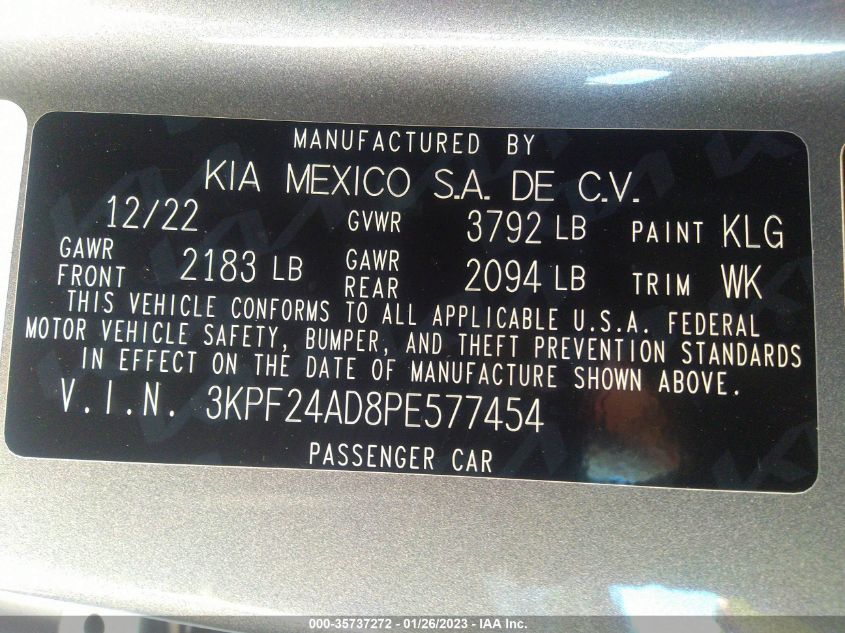 MANUFACTURED BY
KIA MEXICO S.A. DE C.V.
12/22 GVWR 3792 LB PAINT KLG
GAWR FRONT 2183 LB GAWR REAR 2094 LB TRIM WK
THIS VEHICLE CONFORMS TO ALL APPLICABLE U.S.A. FEDERAL
MOTOR VEHICLE SAFETY, BUMPER, AND THEFT PREVENTION STANDARDS
IN EFFECT ON THE DATE OF MANUFACTURE SHOWN ABOVE.
V.I.N. 3KPF24AD8PE577454
PASSENGER CAR
000-35737272 - 01/26/2023 - IAA Inc.